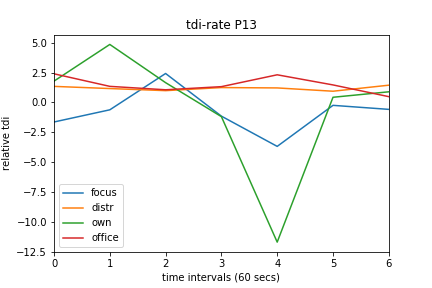 tdi-rate P13
relative tdi
5.0
2.5
0.0
−2.5
−5.0
−7.5
−10.0
−12.5
focus
distr
own
office
0 1 2 3 4 5 6
time intervals (60 secs)